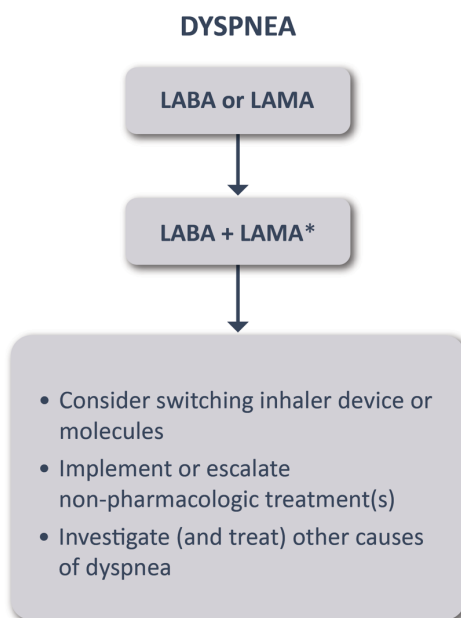 DYSPNEA
LABA or LAMA
LABA + LAMA*
• Consider switching inhaler device or
molecules
• Implement or escalate
non-pharmacologic treatment(s)
• Investigate (and treat) other causes
of dyspnea